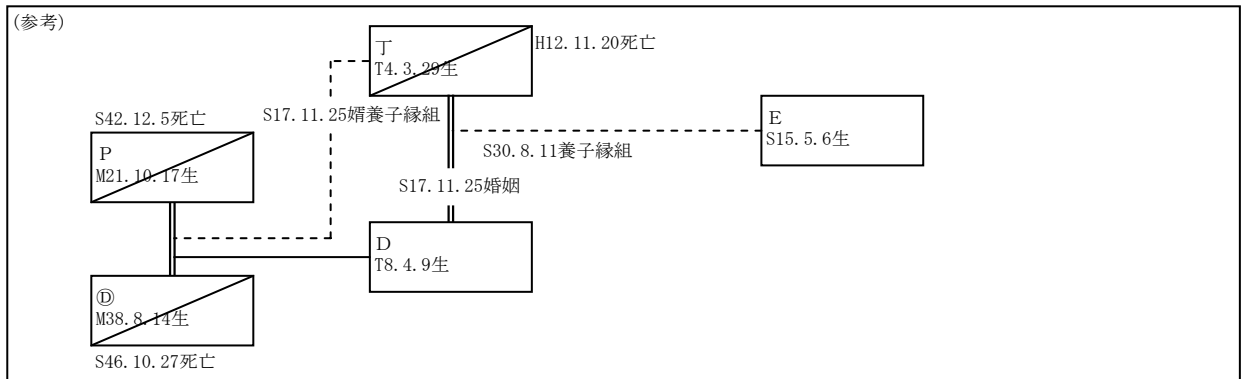 (参考)
丁
T4.3.29生
H12.11.20死亡
S17.11.25婿養子縁組
S42.12.5死亡
P
M21.10.17生
E
S15.5.6生
S30.8.11養子縁組
S17.11.25婚姻
D
T8.4.9生
Ⓓ
M38.8.14生
S46.10.27死亡